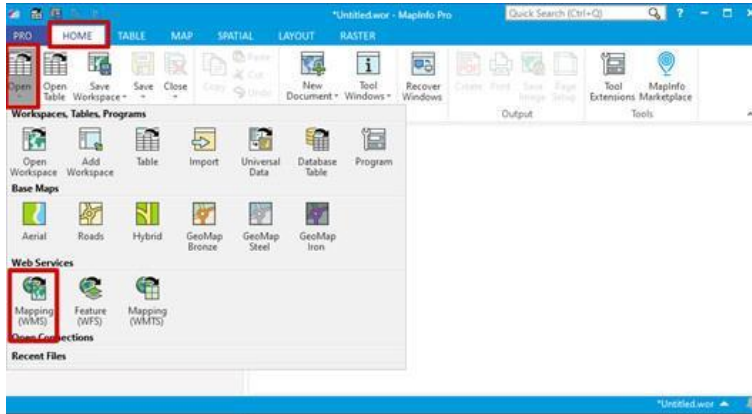 *Untitled.wor - MapInfo Pro
Quick Search (Ctrl+Q)
?
PRO HOME TABLE MAP SPATIAL LAYOUT RASTER
Open
Open Table
Save Workspace
Save
Close
Copy
Paste
Cut
Undo
New Document
Tool Windows
Recover Windows
Create
Print
Save Image
Page Setup
Tool Extensions
MapInfo Marketplace
Output
Tools
Workspaces, Tables, Programs
Open Workspace
Add Workspace
Table
Import
Universal Data
Database Table
Program
Base Maps
Aerial
Roads
Hybrid
GeoMap Bronze
GeoMap Steel
GeoMap Iron
Web Services
Mapping (WMS)
Feature (WFS)
Mapping (WMTS)
Open Connections
Recent Files
*Untitled.wor